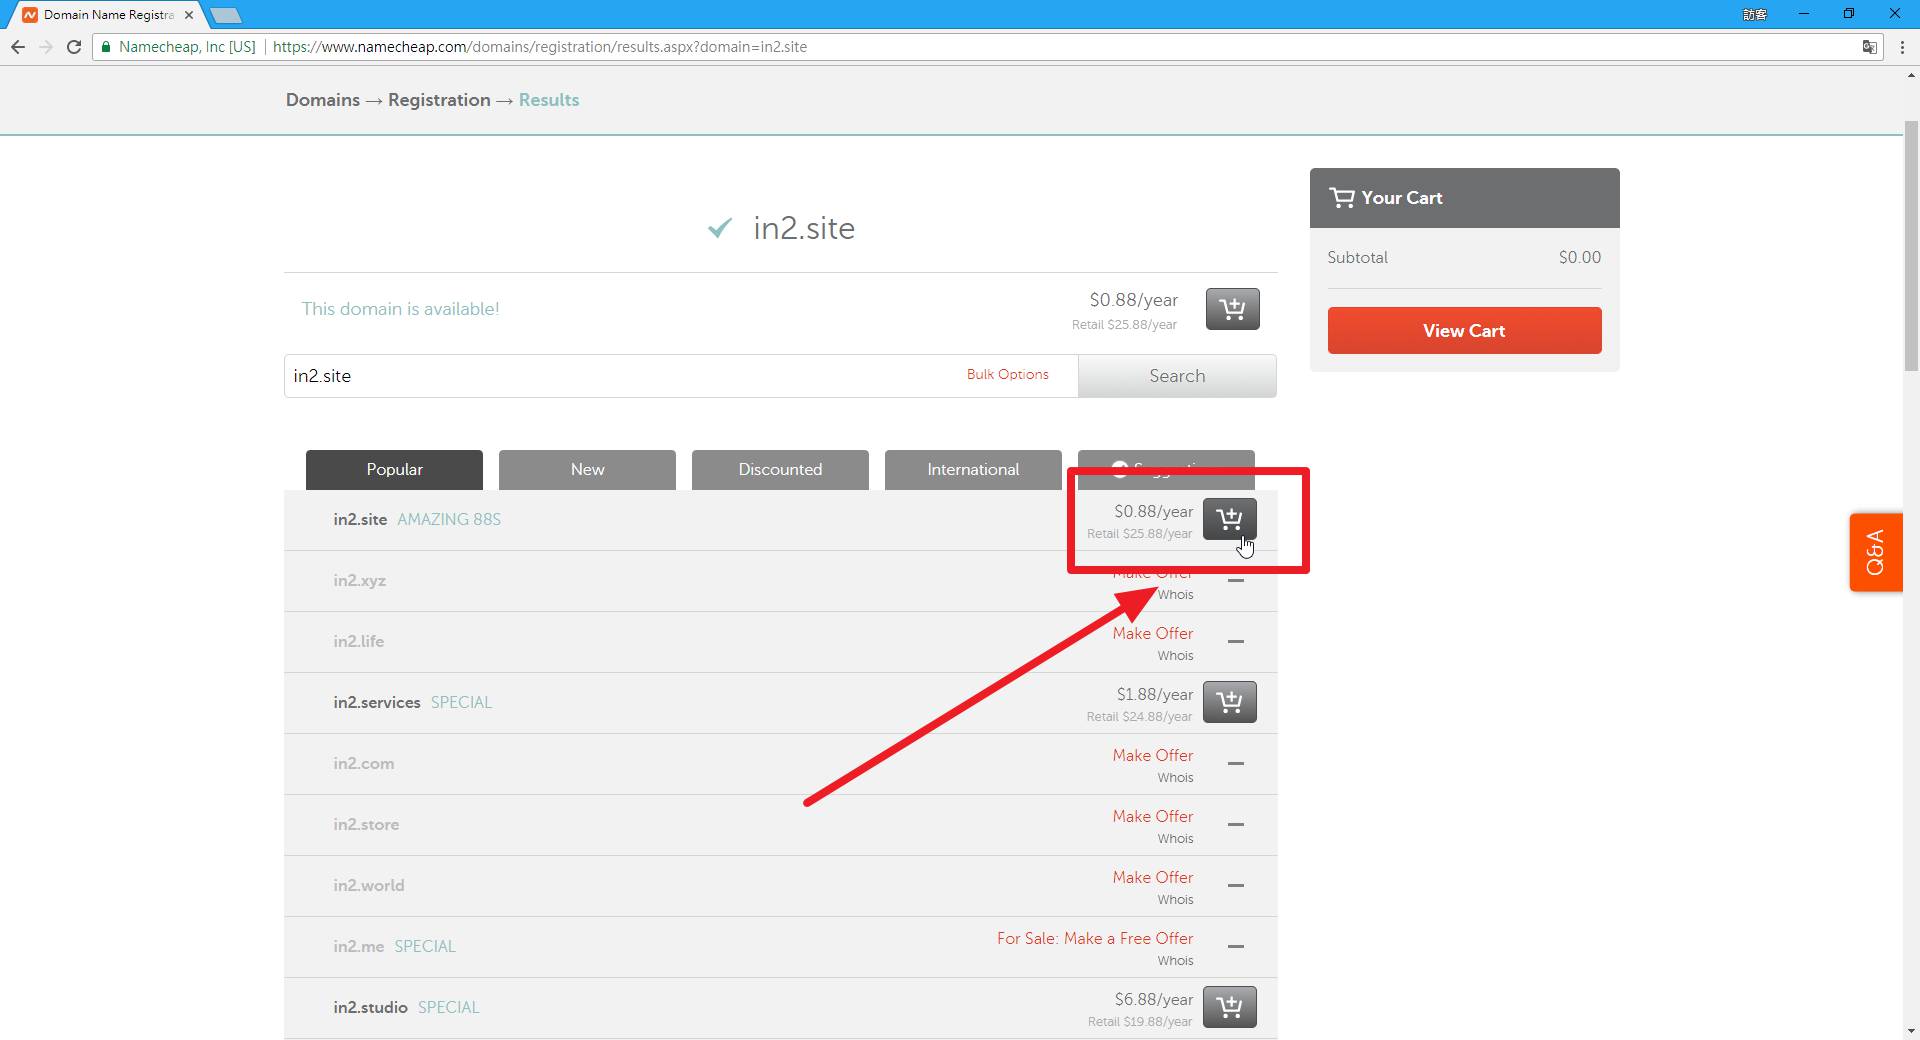 Domain Name Registra
訪客
Namecheap, Inc [US] https://www.namecheap.com/domains/registration/results.aspx?domain=in2.site
Domains → Registration → Results
Your Cart
in2.site
Subtotal $0.00
This domain is available! $0.88/year
Retail $25.88/year
View Cart
in2.site Bulk Options Search
Popular New Discounted International
in2.site AMAZING 88S $0.88/year
Retail $25.88/year
in2.xyz Make Offer
Whois
in2.life Make Offer
Whois
in2.services SPECIAL $1.88/year
Retail $24.88/year
in2.com Make Offer
Whois
in2.store Make Offer
Whois
in2.world Make Offer
Whois
in2.me SPECIAL For Sale: Make a Free Offer
Whois
in2.studio SPECIAL $6.88/year
Retail $19.88/year
Q&A